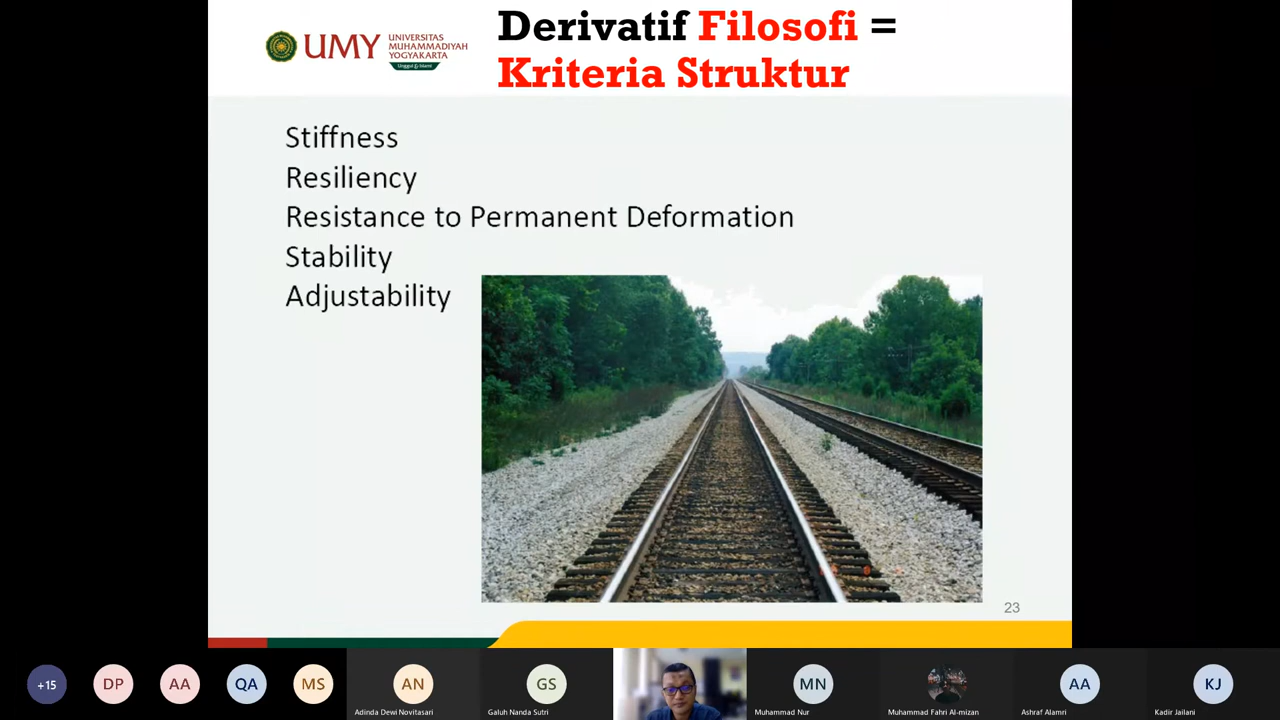 UMY
UNIVERSITAS
MUHAMMADIYAH
YOGYAKARTA
Unggul & Islami
Derivatif Filosofi =
Kriteria Struktur
Stiffness
Resiliency
Resistance to Permanent Deformation
Stability
Adjustability
23
+15
DP
AA
QA
MS
AN
Adinda Dewi Novitasari
GS
Galuh Nanda Sutri
MN
Muhammad Nur
Muhammad Fahri Al-mizan
AA
Ashraf Alamri
KJ
Kadir Jailani